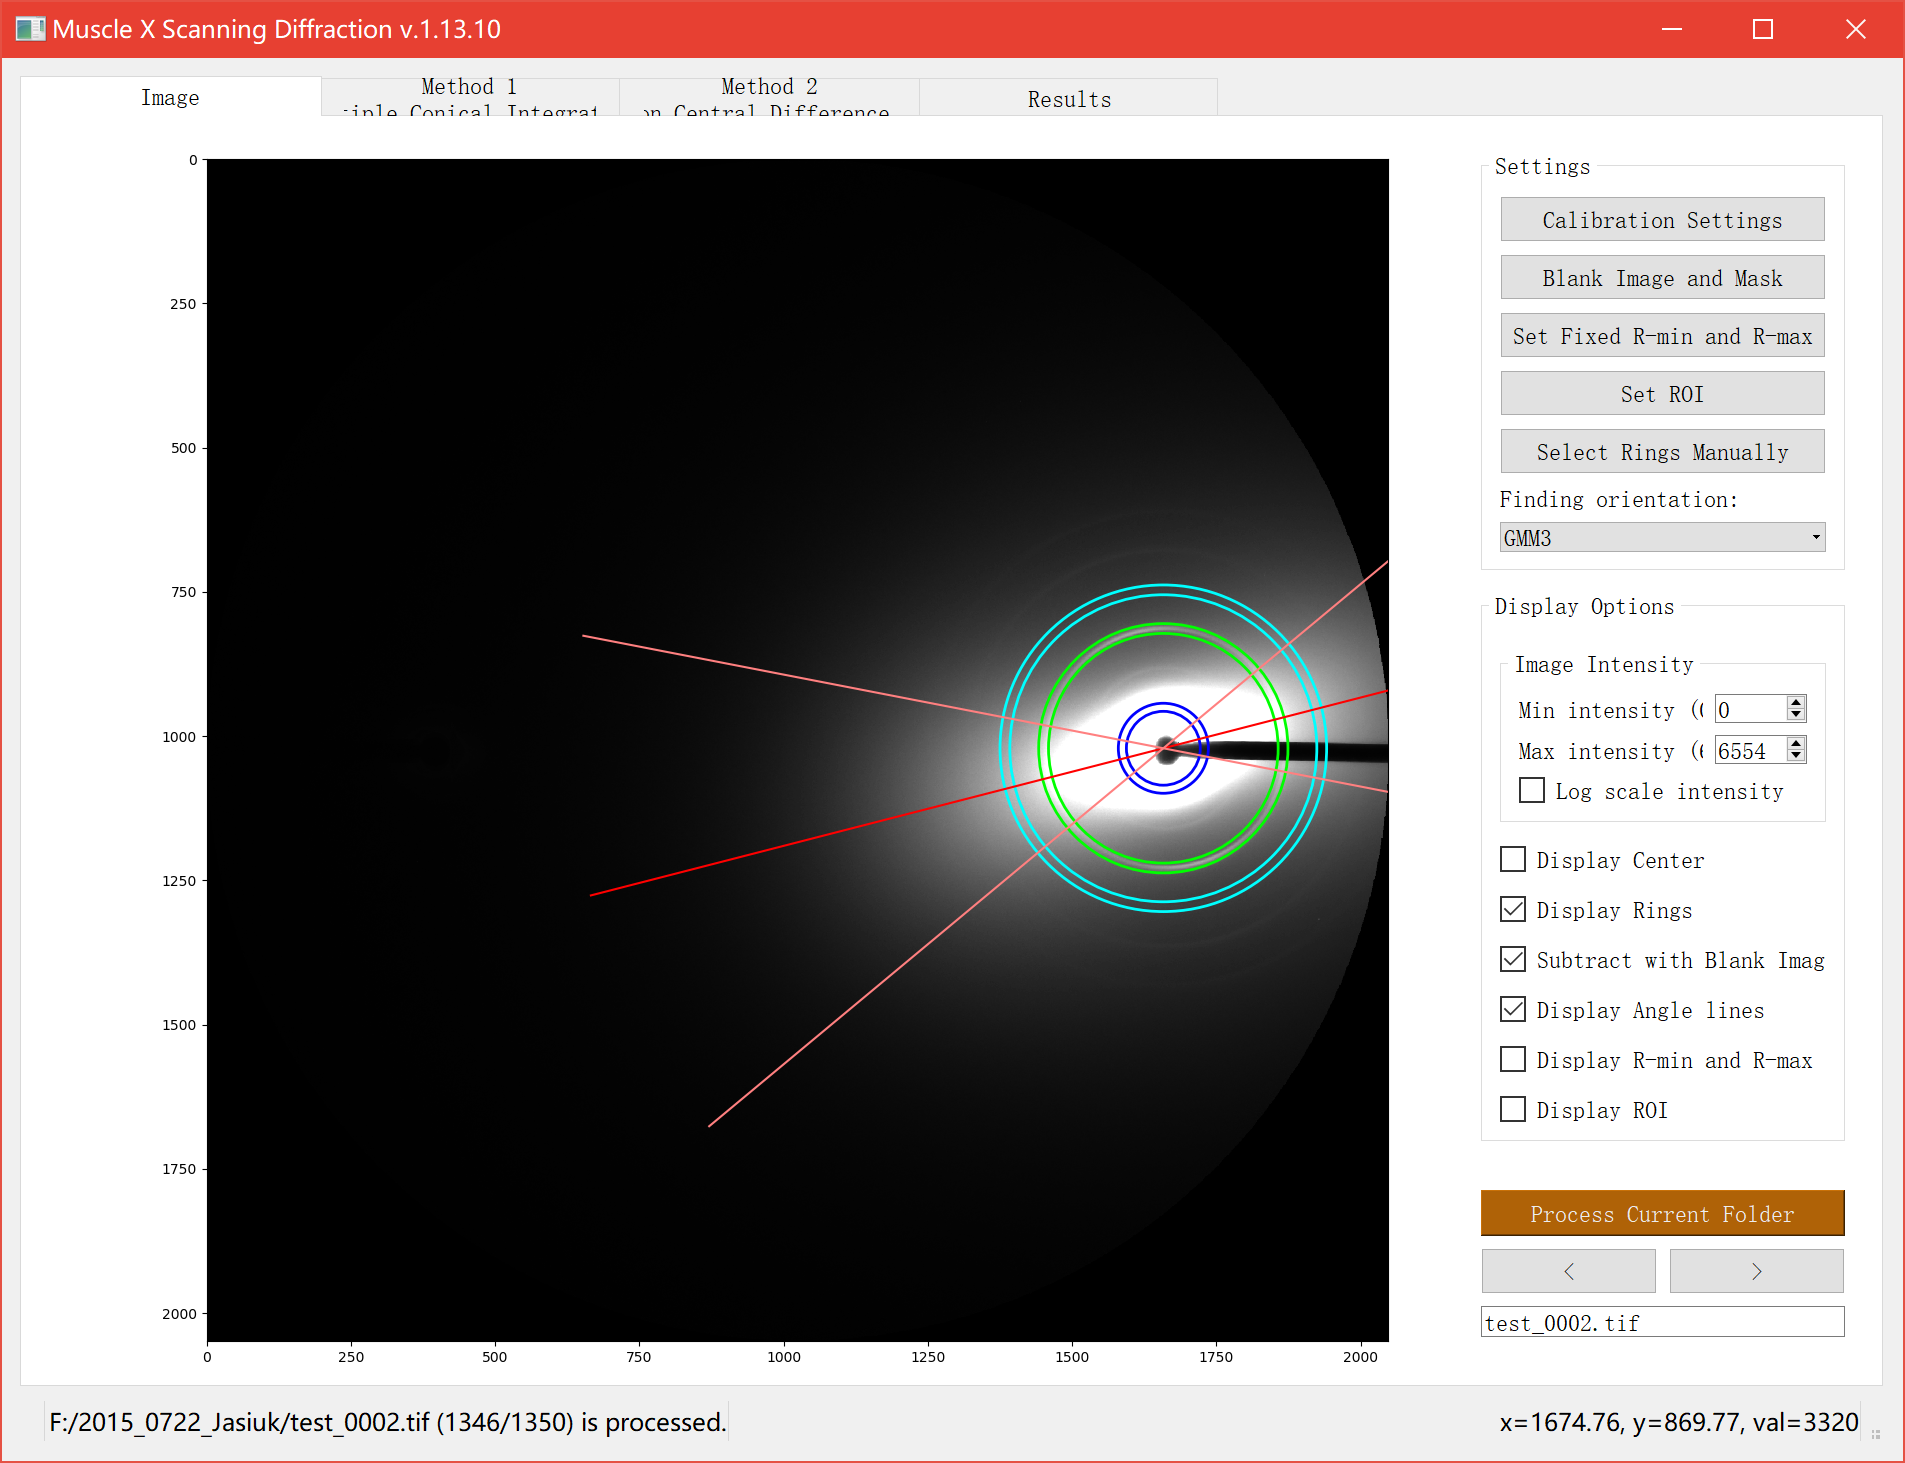 Muscle X Scanning Diffraction v.1.13.10
Image
Method 1
Method 2
Results
iple Conical Integrat
on Central Difference
0
250
500
750
1000
1250
1500
1750
2000
0
250
500
750
1000
1250
1500
1750
2000
Settings
Calibration Settings
Blank Image and Mask
Set Fixed R-min and R-max
Set ROI
Select Rings Manually
Finding orientation:
GMM3
Display Options
Image Intensity
Min intensity (
0
Max intensity (
6554
Log scale intensity
Display Center
Display Rings
Subtract with Blank Imag
Display Angle lines
Display R-min and R-max
Display ROI
Process Current Folder
<
>
test_0002.tif
F:/2015_0722_Jasiuk/test_0002.tif (1346/1350) is processed.
x=1674.76, y=869.77, val=3320